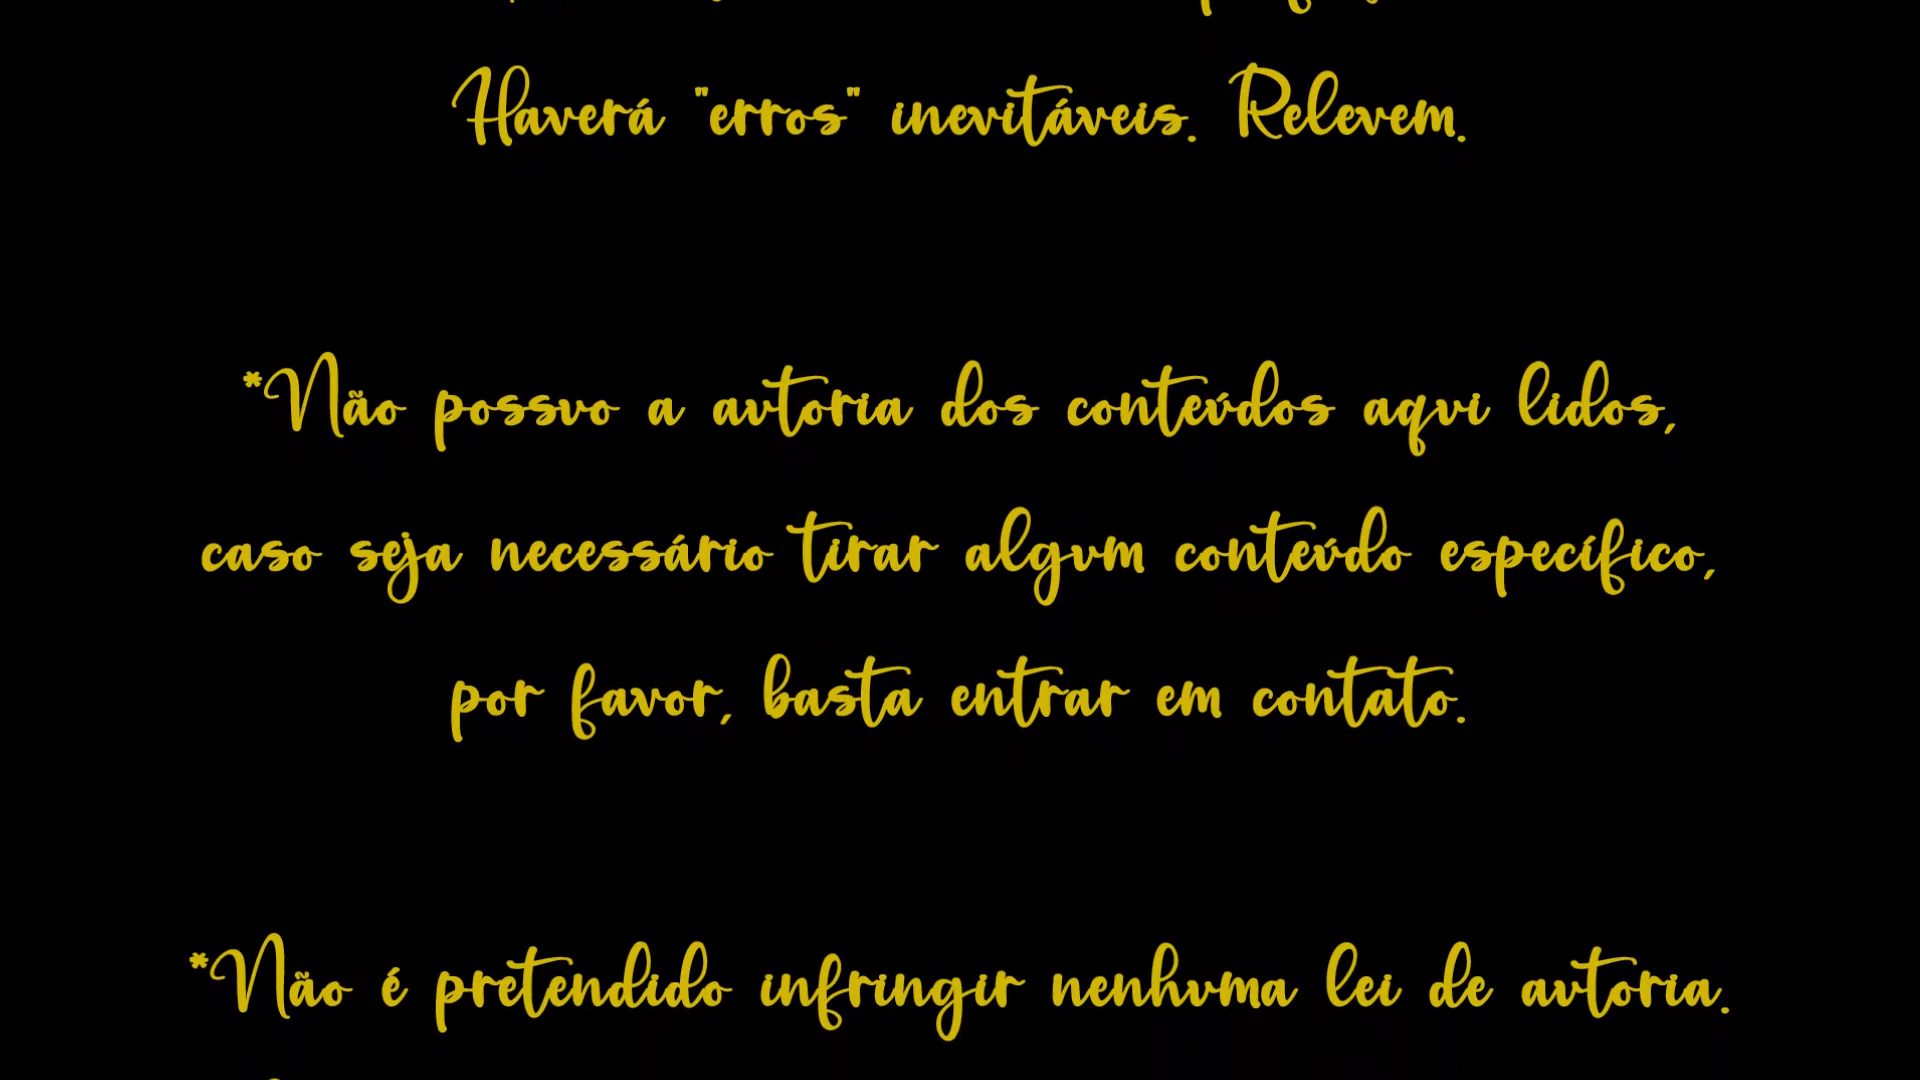 Haverá "erros" inevitáveis. Relevem.
*Não possuo a autoria dos conteúdos aqui lidos,
caso seja necessário tirar algum conteúdo específico,
por favor, basta entrar em contato.
*Não é pretendido infringir nenhuma lei de autoria.